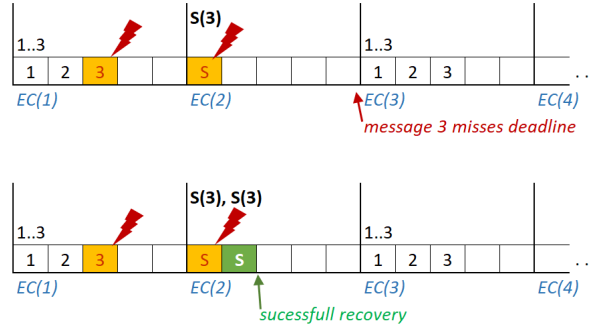 S(3)
1..3 1..3
1 2 3 S 1 2 3 . .
EC(1) EC(2) EC(3) EC(4)
message 3 misses deadline
S(3), S(3)
1..3 1..3
1 2 3 S S 1 2 3 . .
EC(1) EC(2) EC(3) EC(4)
sucessfull recovery